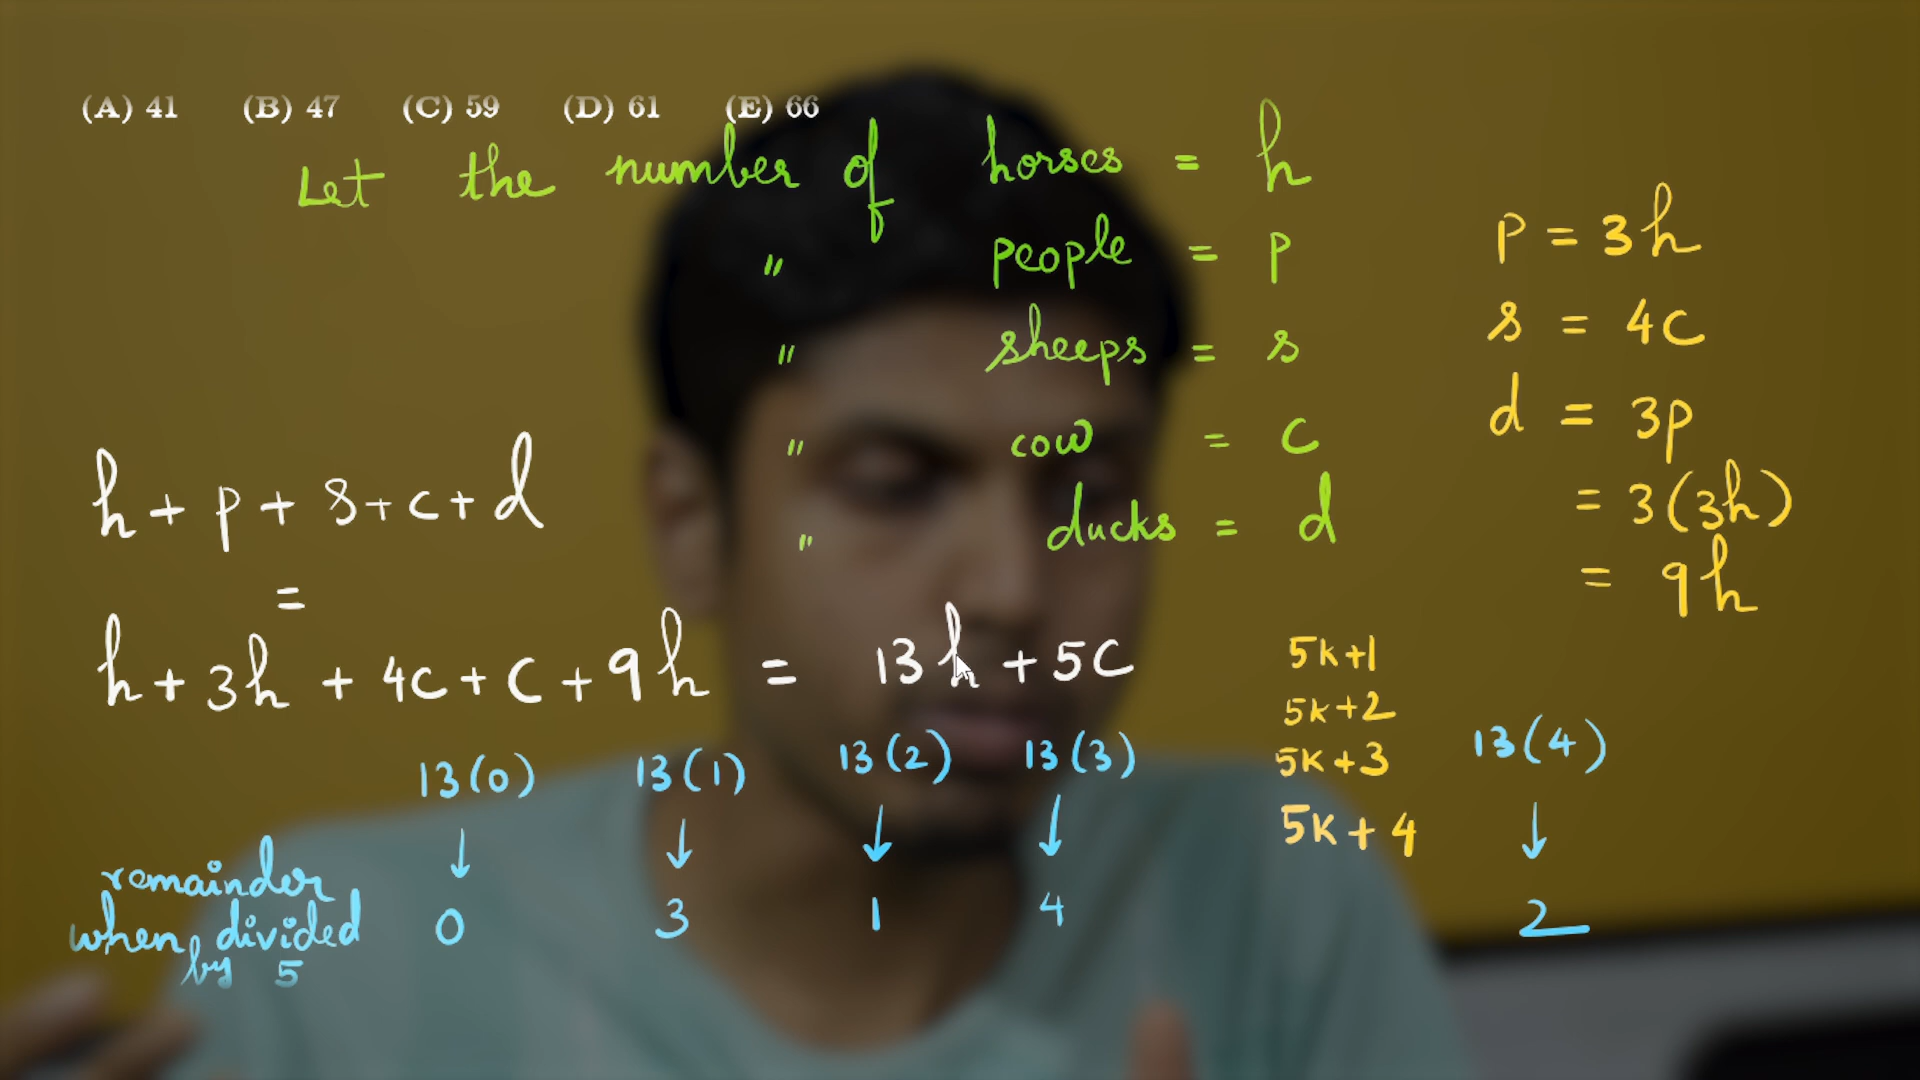 (A) 41 (B) 47 (C) 59 (D) 61 (E) 66
Let the number of horses = h
" people = p
" sheeps = s
" cow = c
" ducks = d
p = 3h
s = 4c
d = 3p
= 3(3h)
= 9h
h + p + s + c + d
=
h + 3h + 4c + c + 9h = 13h + 5c
5k+1
5k+2
5k+3
5k+4
13(0) 13(1) 13(2) 13(3) 13(4)
↓ ↓ ↓ ↓ ↓
remainder
when divided
by 5
0 3 1 4 2